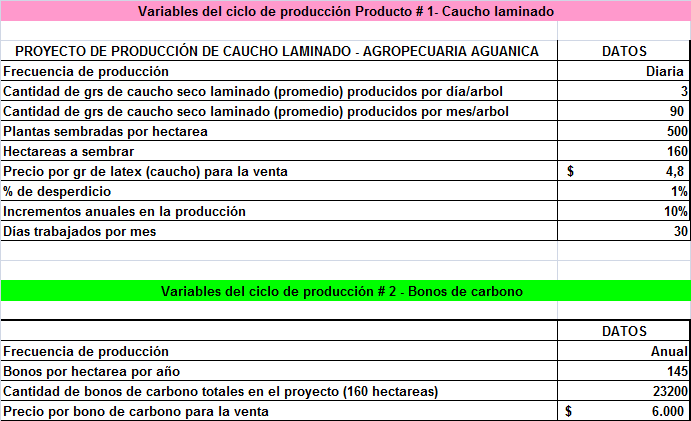 Variables del ciclo de producción Producto # 1- Caucho laminado
PROYECTO DE PRODUCCIÓN DE CAUCHO LAMINADO - AGROPECUARIA AGUANICA DATOS
Frecuencia de producción Diaria
Cantidad de grs de caucho seco laminado (promedio) producidos por día/arbol 3
Cantidad de grs de caucho seco laminado (promedio) producidos por mes/arbol 90
Plantas sembradas por hectarea 500
Hectareas a sembrar 160
Precio por gr de latex (caucho) para la venta $ 4,8
% de desperdicio 1%
Incrementos anuales en la producción 10%
Días trabajados por mes 30
Variables del ciclo de producción # 2 - Bonos de carbono
DATOS
Frecuencia de producción Anual
Bonos por hectarea por año 145
Cantidad de bonos de carbono totales en el proyecto (160 hectareas) 23200
Precio por bono de carbono para la venta $ 6.000